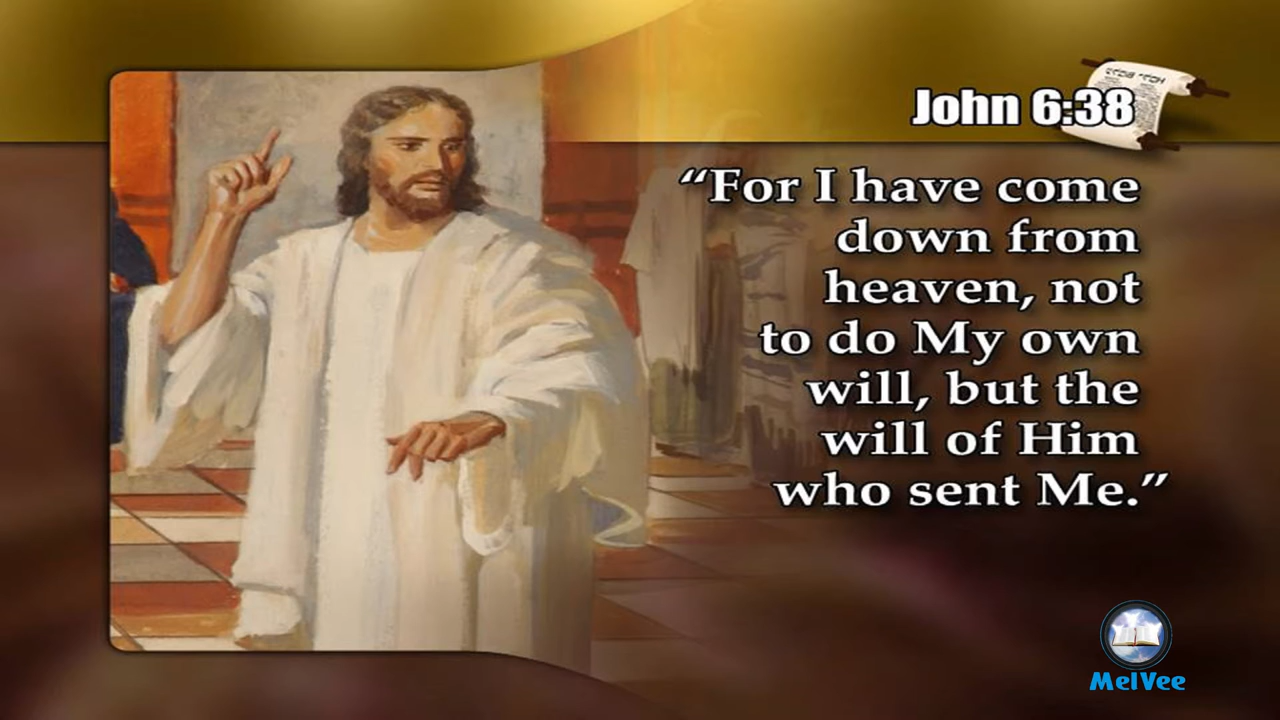 John 6:38
“For I have come
down from
heaven, not
to do My own
will, but the
will of Him
who sent Me.”
MelVee